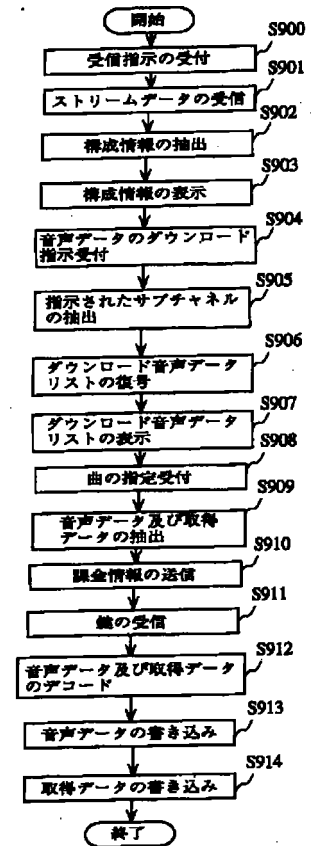 開始
S900
受信指示の受付
S901
ストリームデータの受信
S902
構成情報の抽出
S903
構成情報の表示
S904
音声データのダウンロード
指示受付
S905
指示されたサブチャネル
の抽出
S906
ダウンロード音声データ
リストの復号
S907
ダウンロード音声データ
リストの表示
S908
曲の指定受付
S909
音声データ及び取得
データの抽出
S910
課金情報の送信
S911
鍵の受信
S912
音声データ及び取得データ
のデコード
S913
音声データの書き込み
S914
取得データの書き込み
終了